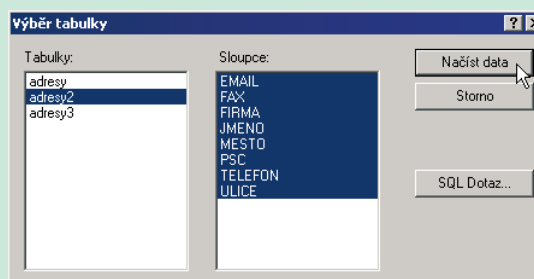 Výběr tabulky
Tabulky:
adresy
adresy2
adresy3
Sloupce:
EMAIL
FAX
FIRMA
JMENO
MESTO
PSC
TELEFON
ULICE
Načíst data
Storno
SQL Dotaz...